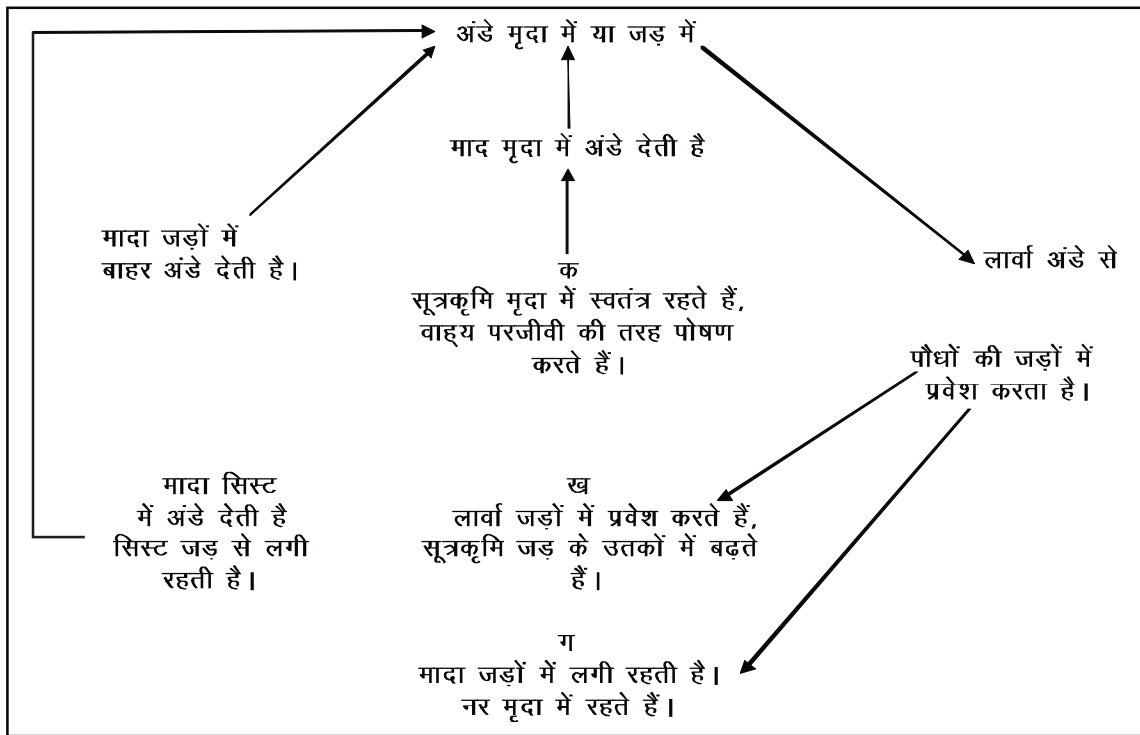 अंडे मृदा में या जड़ में
माद मृदा में अंडे देती है
मादा जड़ों में
बाहर अंडे देती है।
लार्वा अंडे से
क
सूत्रकृमि मृदा में स्वतंत्र रहते हैं,
वाह्य परजीवी की तरह पोषण
करते हैं।
पौधों की जड़ों में
प्रवेश करता है।
मादा सिस्ट
में अंडे देती है
सिस्ट जड़ से लगी
रहती है।
ख
लार्वा जड़ों में प्रवेश करते हैं,
सूत्रकृमि जड़ के उतकों में बढ़ते
हैं।
ग
मादा जड़ों में लगी रहती है।
नर मृदा में रहते हैं।